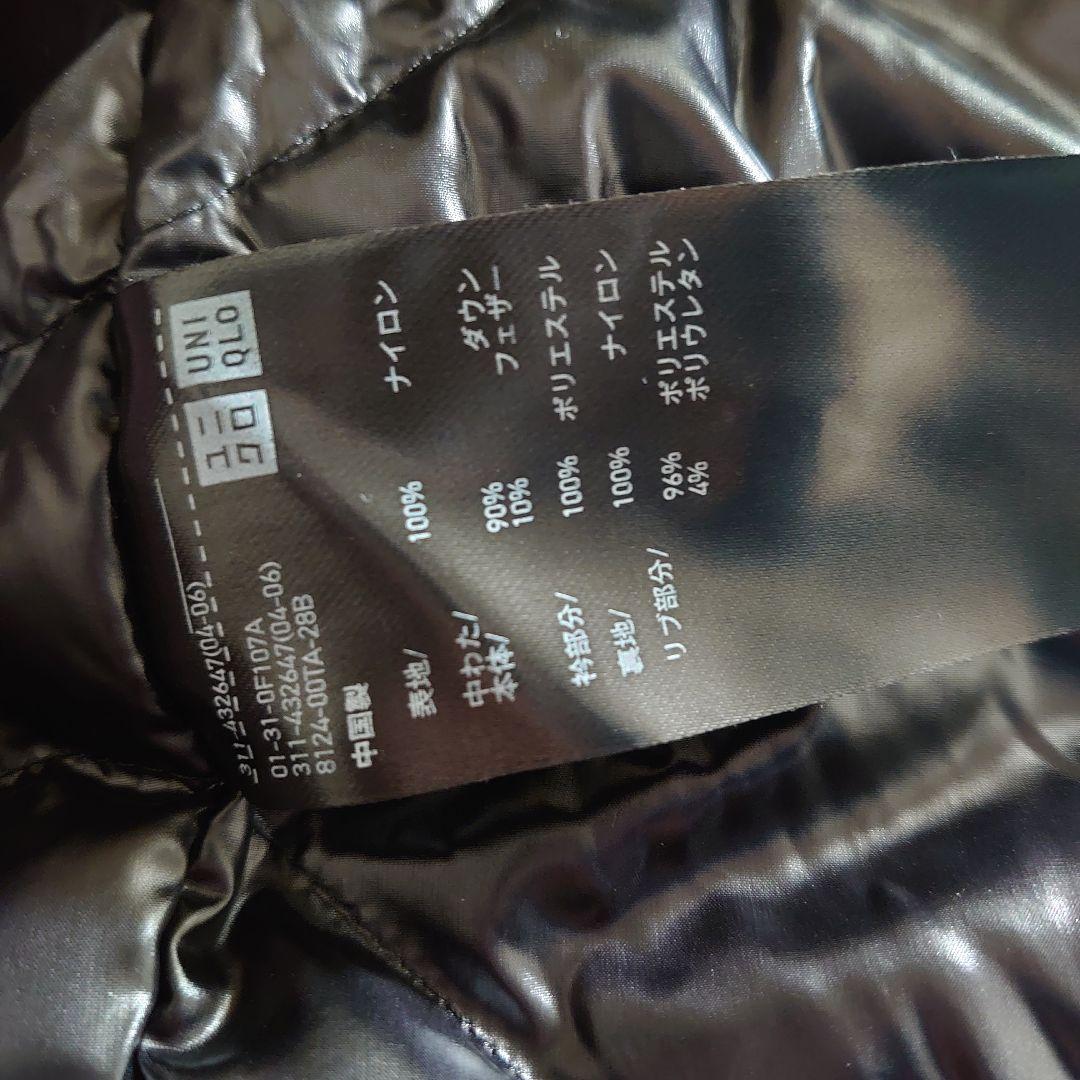 ユニ
クロ
UNI
QLO
311-432647(04-06)
01-31-0F107A
311-432647(04-06)
8124-00TA-28B
中国製
表地/ 100% ナイロン
中わた/
本体/ 90% ダウン
10% フェザー
衿部分/ 100% ポリエステル
裏地/ 100% ナイロン
リブ部分/ 96% ポリエステル
4% ポリウレタン